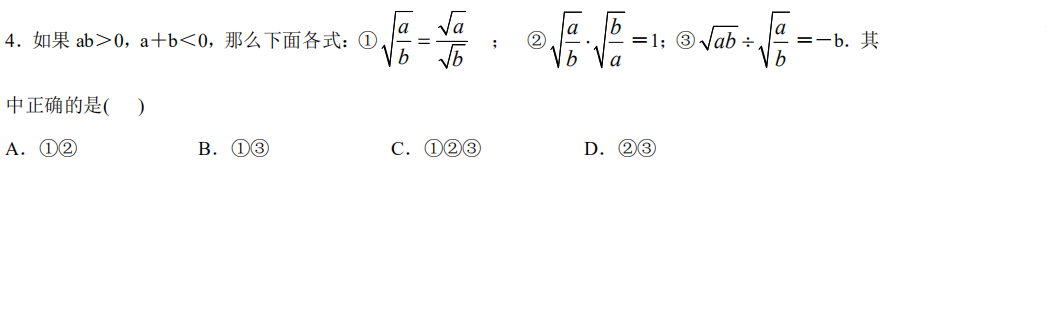 4. 如果 ab＞0，a＋b＜0，那么下面各式：①√(a/b) = √a/√b ； ②√(a/b)·√(b/a) ＝1；③√ab ÷ √(a/b) ＝－b．其
中正确的是( )
A．①② B．①③ C．①②③ D．②③